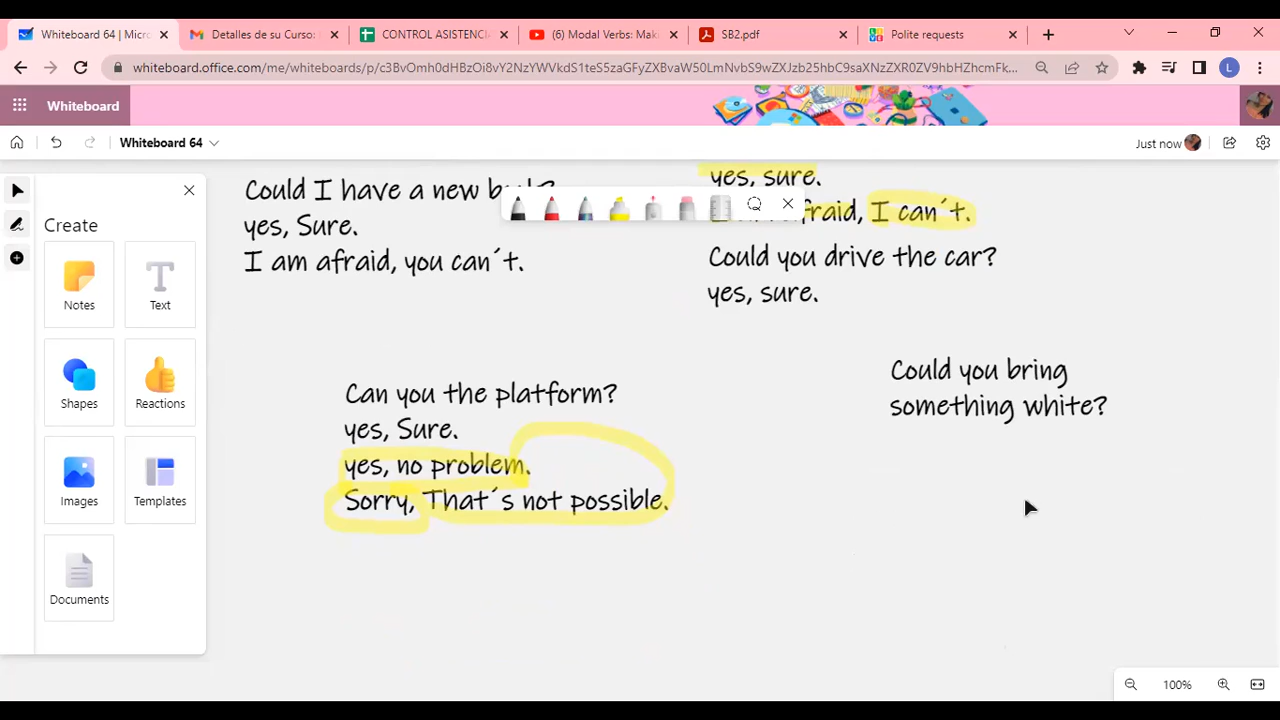 Whiteboard 64 | Micro
Detalles de su Curso:
CONTROL ASISTENCI
(6) Modal Verbs: Mak
SB2.pdf
Polite requests
whiteboard.office.com/me/whiteboards/p/
Whiteboard
Whiteboard 64
Just now
Create
Notes
Text
Shapes
Reactions
Images
Templates
Documents
Could I have a new
yes, Sure.
I am afraid, you can´t.
yes, sure.
I can´t.
Could you drive the car?
yes, sure.
Can you the platform?
yes, Sure.
yes, no problem.
Sorry, That´s not possible.
Could you bring
something white?
100%